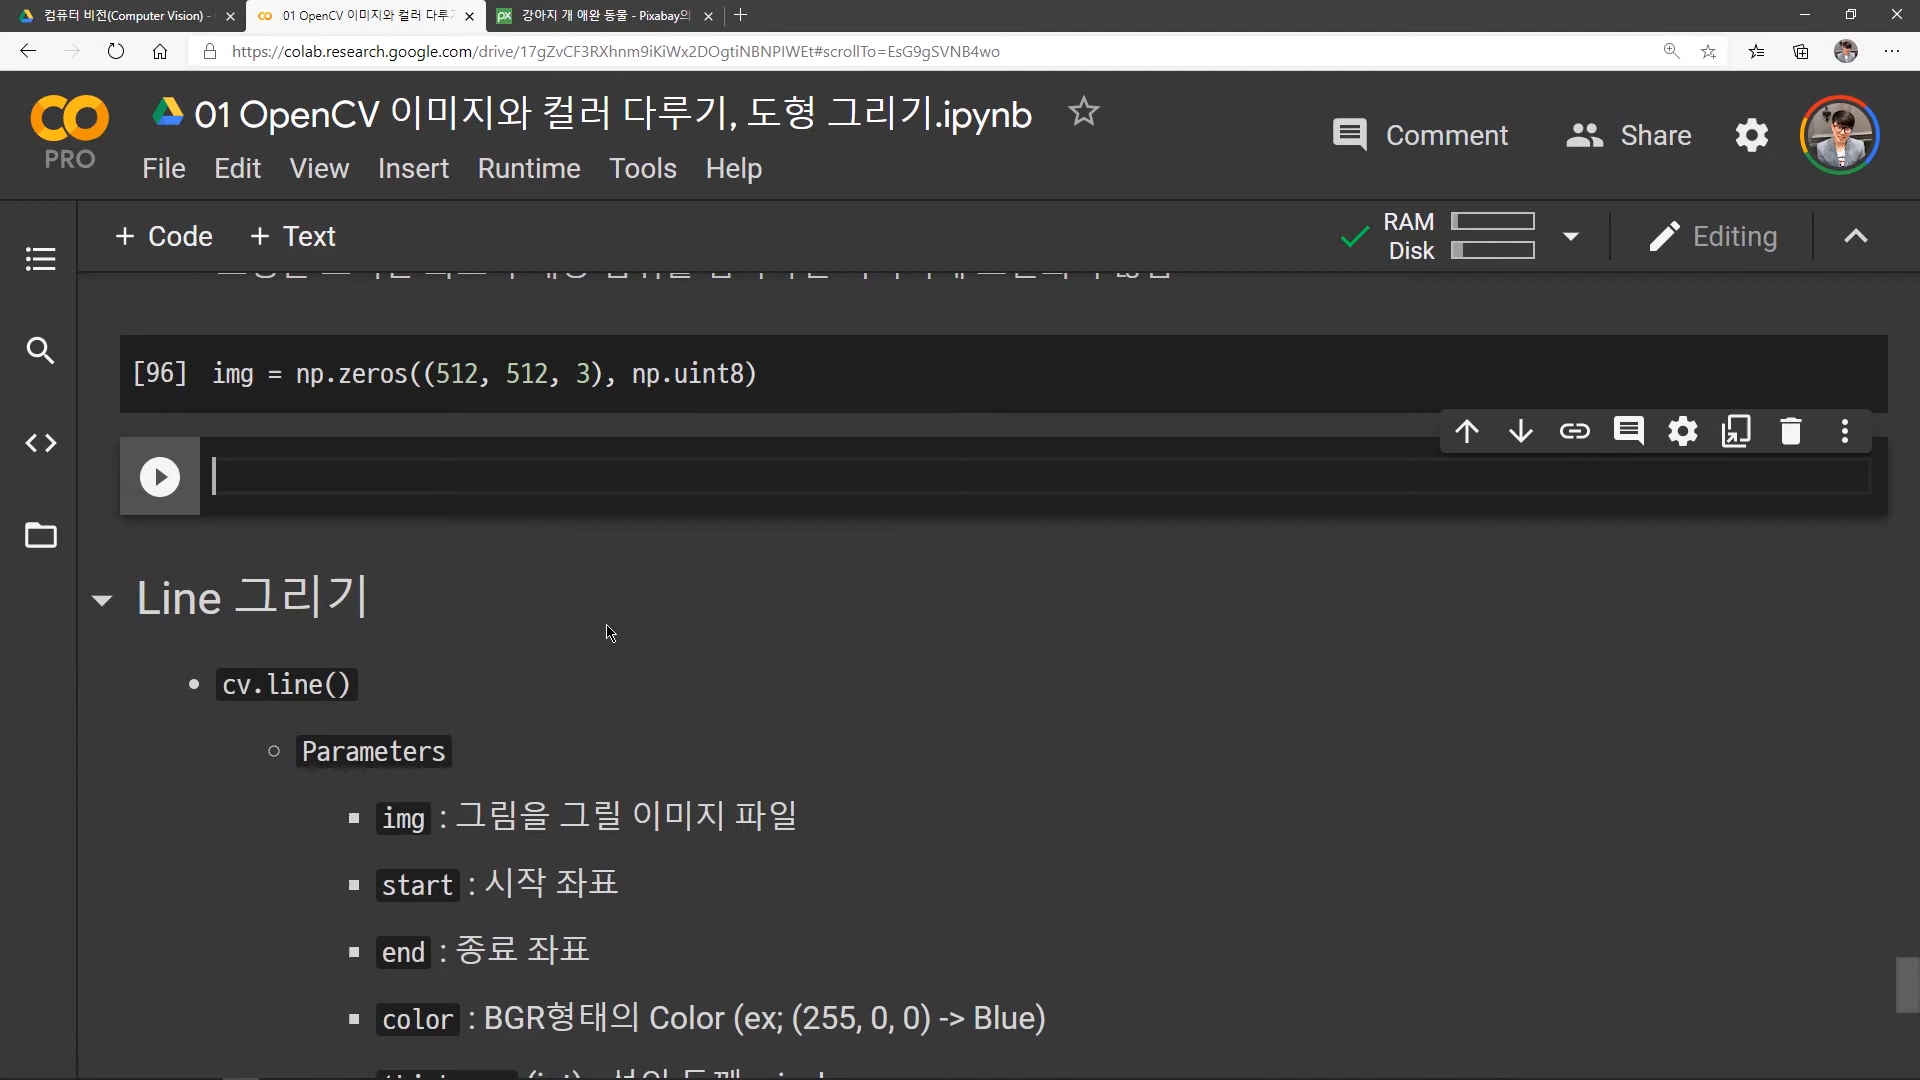 컴퓨터 비전(Computer Vision) -
01 OpenCV 이미지와 컬러 다루기
강아지 개 애완 동물 - Pixabay의
https://colab.research.google.com/drive/17gZvCF3RXhnm9iKiWx2DOgtiNBNPIWEt#scrollTo=EsG9gSVNB4wo
CO
PRO
01 OpenCV 이미지와 컬러 다루기, 도형 그리기.ipynb
Comment
Share
File Edit View Insert Runtime Tools Help
+ Code + Text
RAM
Disk
Editing
[96] img = np.zeros((512, 512, 3), np.uint8)
Line 그리기
cv.line()
Parameters
img : 그림을 그릴 이미지 파일
start : 시작 좌표
end : 종료 좌표
color : BGR형태의 Color (ex; (255, 0, 0) -> Blue)